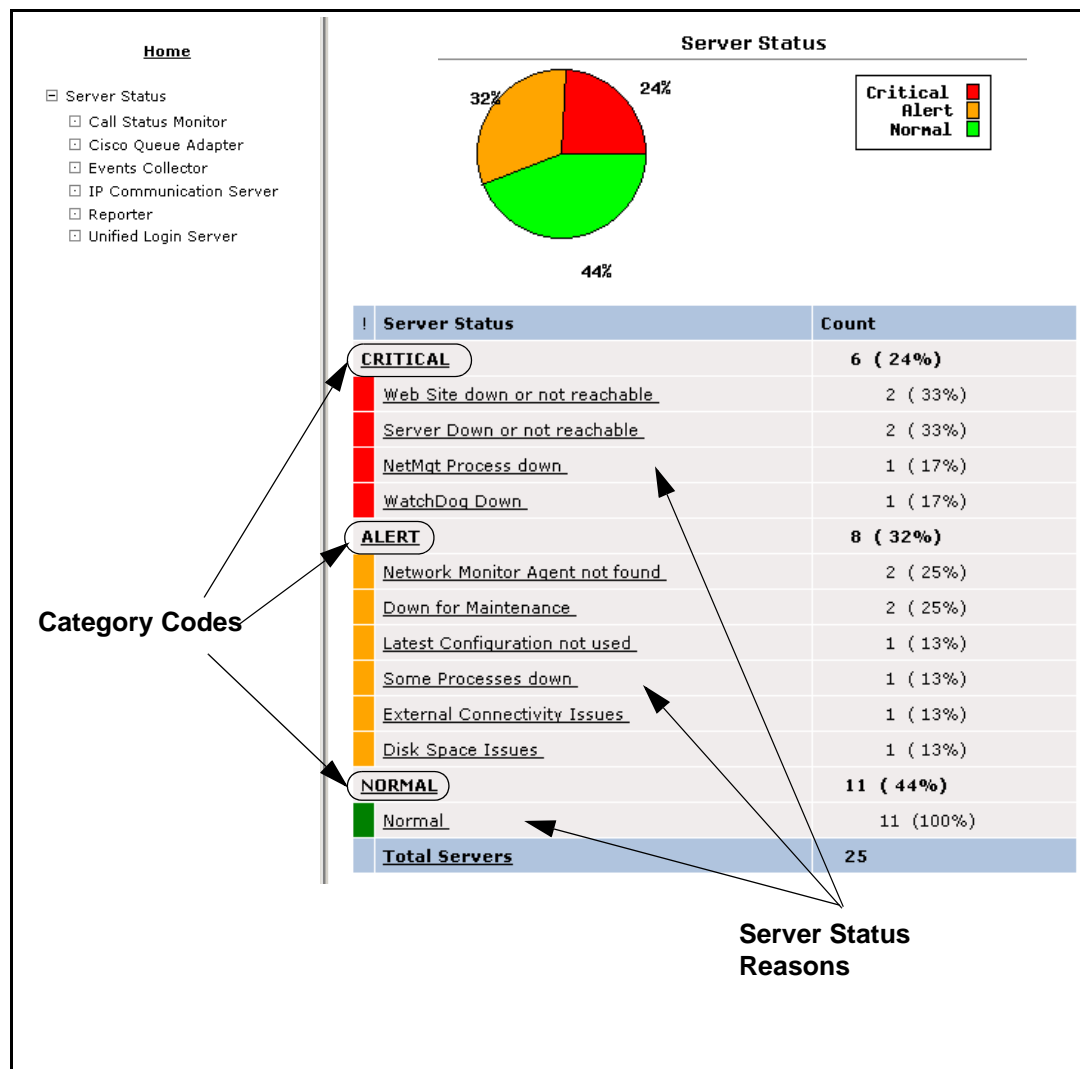 Home
Server Status
Call Status Monitor
Cisco Queue Adapter
Events Collector
IP Communication Server
Reporter
Unified Login Server
Server Status
32%
24%
44%
Critical
Alert
Normal
! Server Status Count
CRITICAL 6 ( 24%)
Web Site down or not reachable 2 ( 33%)
Server Down or not reachable 2 ( 33%)
NetMgt Process down 1 ( 17%)
WatchDog Down 1 ( 17%)
ALERT 8 ( 32%)
Network Monitor Agent not found 2 ( 25%)
Down for Maintenance 2 ( 25%)
Latest Configuration not used 1 ( 13%)
Some Processes down 1 ( 13%)
External Connectivity Issues 1 ( 13%)
Disk Space Issues 1 ( 13%)
NORMAL 11 ( 44%)
Normal 11 (100%)
Total Servers 25
Category Codes
Server Status
Reasons